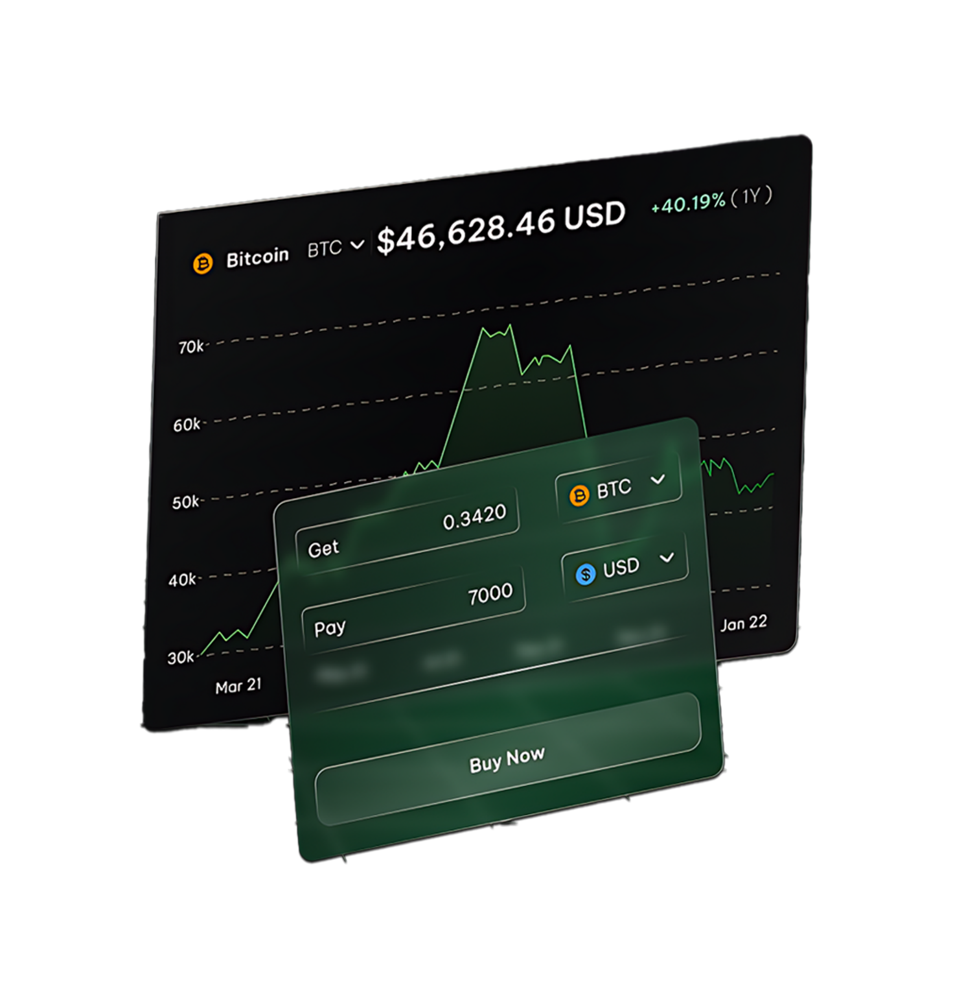 Bitcoin BTC $46,628.46 USD +40.19% (1Y)
70k
60k
50k
40k
30k
Mar 21
Jan 22
Get 0.3420 BTC
Pay 7000 USD
Buy Now